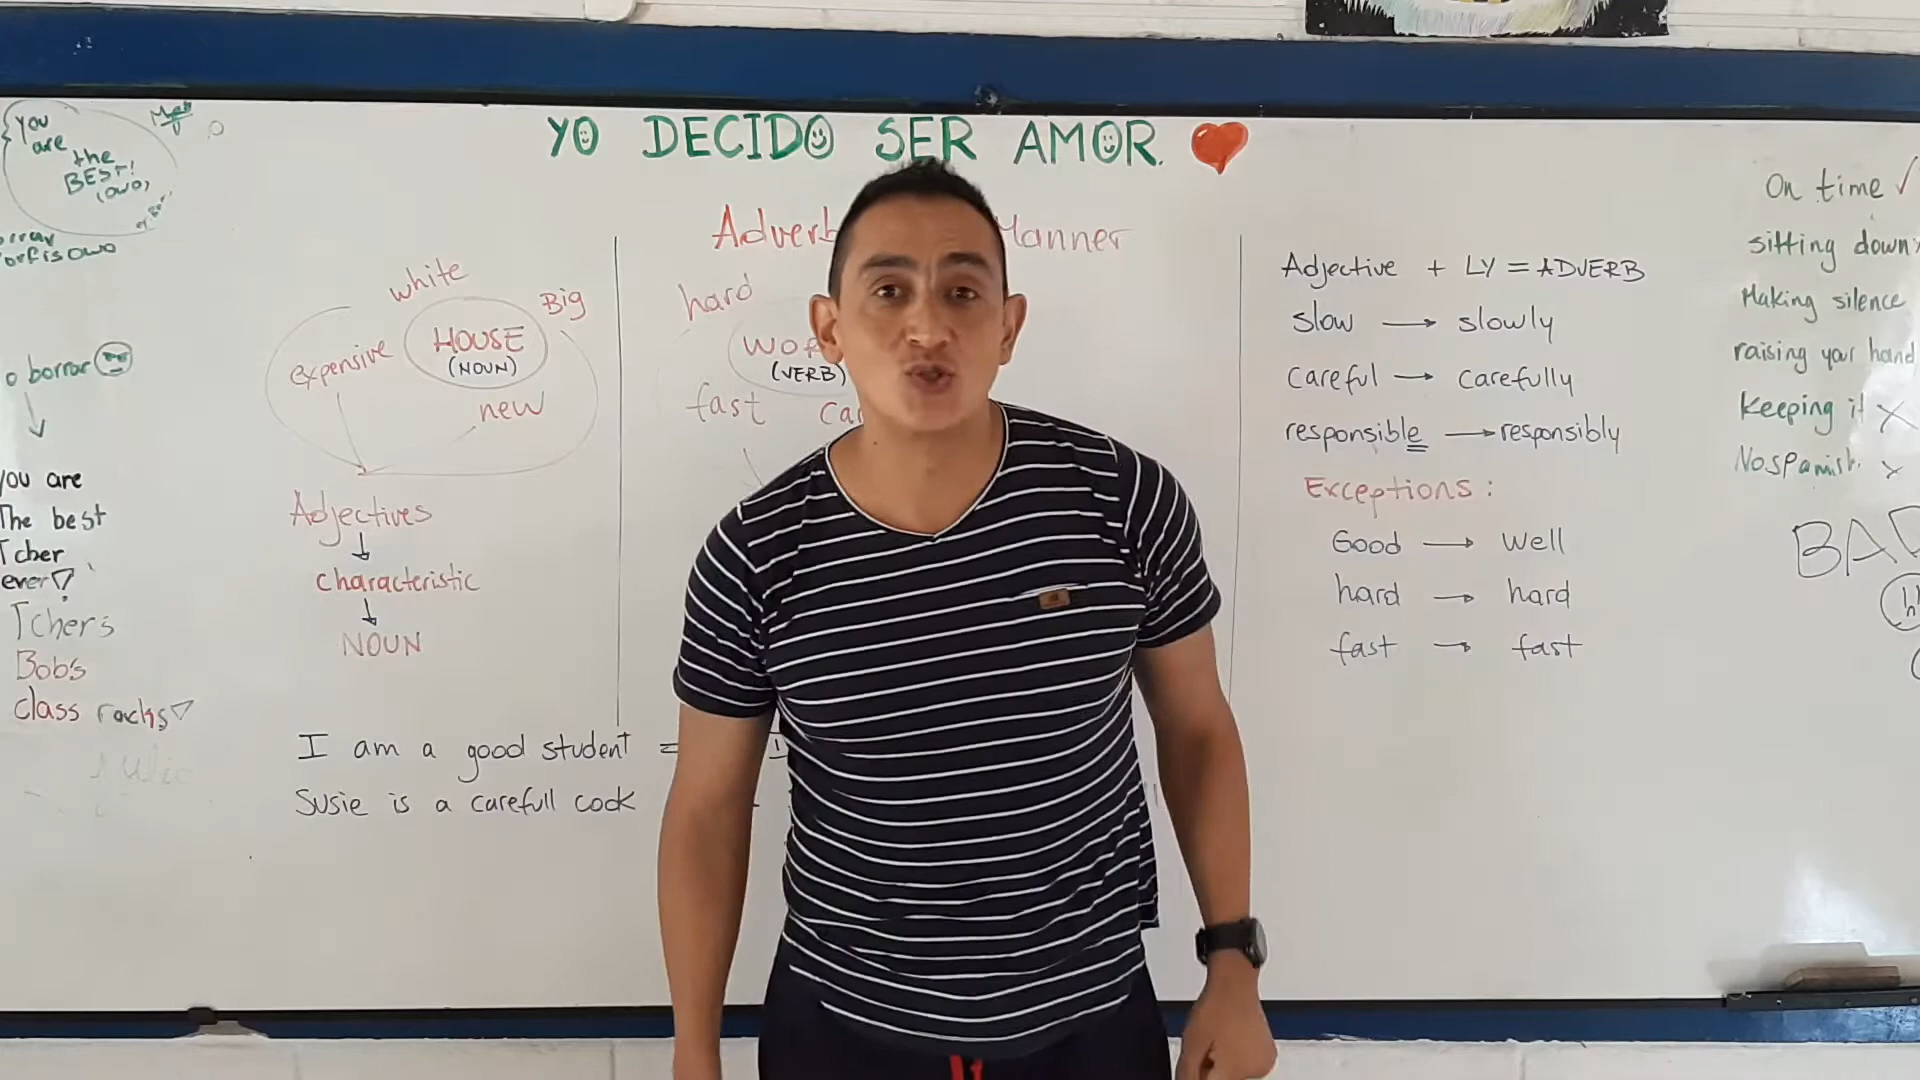 YO DECIDO SER AMOR.
You
are
the
BEST!
(OwO)
o borrar
you are
The best
Tcher
ever
Tchers
Bob's
class rocks
white
Big
expensive
HOUSE
(NOUN)
new
Adjectives
characteristic
NOUN
I am a good student =
Susie is a carefull cook
Adverb Manner
hard
WOR
(VERB)
fast car
Adjective + LY = ADVERB
slow → slowly
careful → carefully
responsible → responsibly
Exceptions:
Good → well
hard → hard
fast → fast
On time ✓
sitting down
Making silence
raising your hand
Keeping it X
No spanish. x
BAD